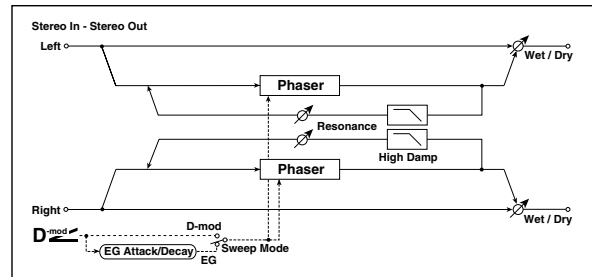 Stereo In - Stereo Out
Left
Wet / Dry
Phaser
Resonance
High Damp
Phaser
Right
Wet / Dry
D-mod
D-mod
EG Attack/Decay
EG
Sweep Mode